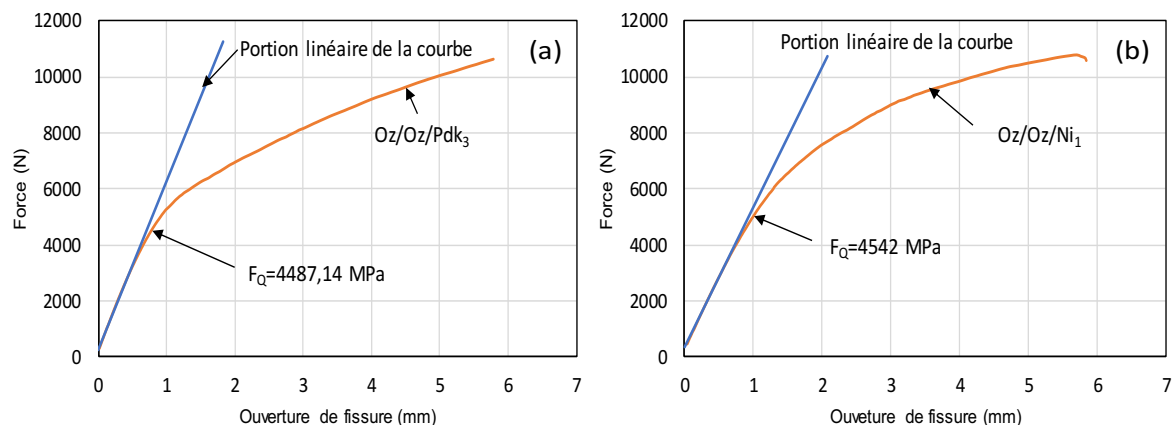 12000
10000
8000
6000
4000
2000
0
Force (N)
0 1 2 3 4 5 6 7
Ouverture de fissure (mm)
Portion linéaire de la courbe
(a)
Oz/Oz/Pdk3
FQ=4487,14 MPa
12000
10000
8000
6000
4000
2000
0
Force (N)
0 1 2 3 4 5 6 7
Ouveture de fissure (mm)
Portion linéaire de la courbe
(b)
Oz/Oz/Ni1
FQ=4542 MPa